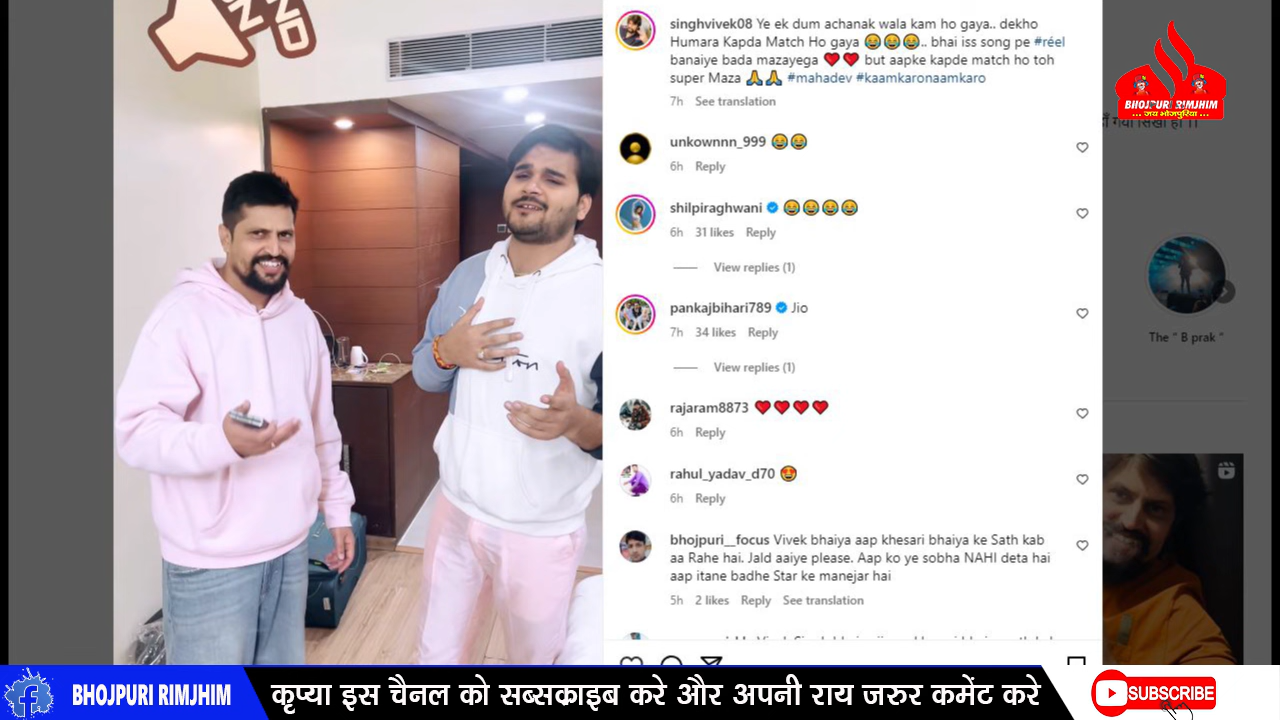 singhvivek08 Ye ek dum achanak wala kam ho gaya.. dekho
Humara Kapda Match Ho gaya 😂😂😂.. bhai iss song pe #réel
banaiye bada mazayega ❤️❤️ but aapke kapde match ho toh
super Maza 🙏🙏 #mahadev #kaamkaronaamkaro
7h See translation
unkownnn_999 😂😂
6h Reply
shilpiraghwani 😂😂😂😂
6h 31 likes Reply
View replies (1)
pankajbihari789 Jio
7h 34 likes Reply
View replies (1)
rajaram8873 ❤️❤️❤️❤️
6h Reply
rahul_yadav_d70 😍
6h Reply
bhojpuri__focus Vivek bhaiya aap khesari bhaiya ke Sath kab
aa Rahe hai. Jald aaiye please. Aap ko ye sobha NAHI deta hai
aap itane badhe Star ke manejar hai
5h 2 likes Reply See translation
BHOJPURI RIMJHIM
... जय भोजपुरिया ...
The " B prak "
BHOJPURI RIMJHIM
कृप्या इस चैनल को सब्सक्राइब करे और अपनी राय जरुर कमेंट करे
SUBSCRIBE